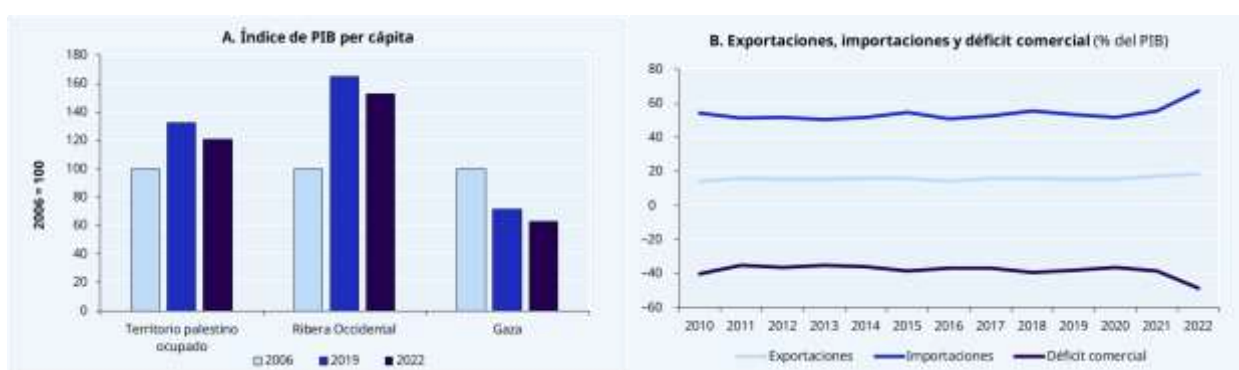 A. Índice de PIB per cápita
180
160
140
120
100
80
60
40
20
0
2006 = 100
Territorio palestino
ocupado
Ribera Occidental
Gaza
2006 2019 2022
B. Exportaciones, importaciones y déficit comercial (% del PIB)
80
60
40
20
0
–20
–40
–60
2010 2011 2012 2013 2014 2015 2016 2017 2018 2019 2020 2021 2022
Exportaciones Importaciones Déficit comercial